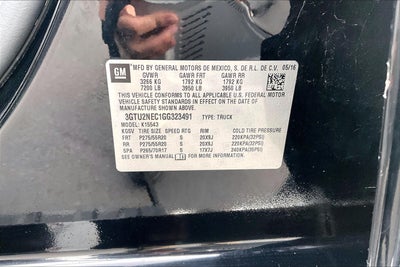 GM
MFD BY GENERAL MOTORS DE MEXICO, S. DE R.L. DE C.V. 05/16
GVWR GAWR FRT GAWR RR
3266 KG 1792 KG 1792 KG
7200 LB 3950 LB 3950 LB
THIS VEHICLE CONFORMS TO ALL APPLICABLE U.S. FEDERAL MOTOR
VEHICLE SAFETY STANDARDS IN EFFECT ON THE DATE OF
MANUFACTURE SHOWN ABOVE.
3GTU2NEC1GG323491 TYPE: TRUCK
MODEL: K15543
TIRE SIZE SPEED RIM COLD TIRE PRESSURE
FRT P275/55R20 S 20X9J 220KPA(32PSI)
RR P275/55R20 S 20X9J 220KPA(32PSI)
SPA P265/70R17 S 17X7J 240KPA(35PSI)
SEE OWNER'S MANUAL FOR MORE INFORMATION.